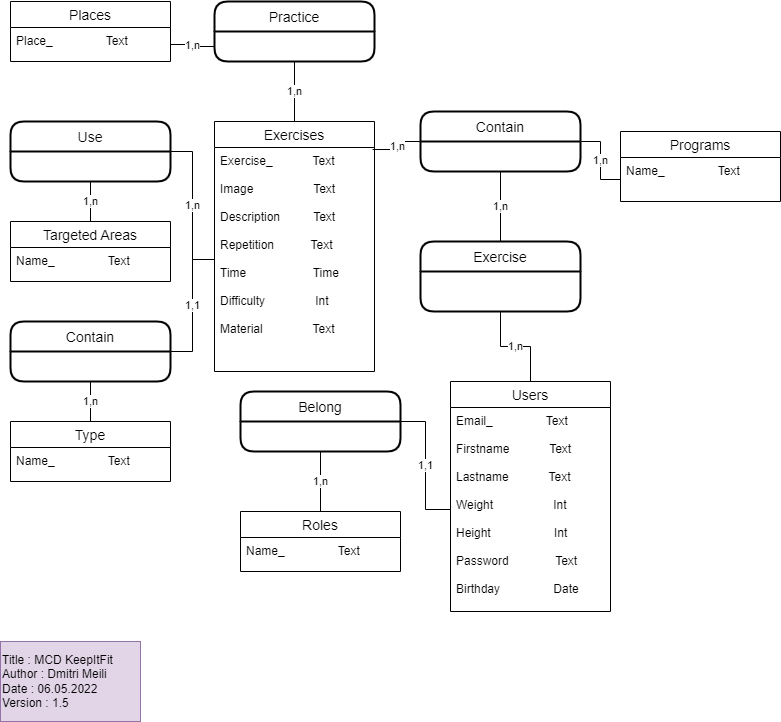 Places
Place_ Text
1,n
Practice
1,n
Use
1,n
Targeted Areas
Name_ Text
1,n
1,1
Contain
1,n
Type
Name_ Text
Exercises
Exercise_ Text
Image Text
Description Text
Repetition Text
Time Time
Difficulty Int
Material Text
1,n
Contain
1,n
Programs
Name_ Text
1,n
Exercise
1,n
Users
Email_ Text
Firstname Text
Lastname Text
Weight Int
Height Int
Password Text
Birthday Date
Belong
1,1
1,n
Roles
Name_ Text
Title : MCD KeepItFit
Author : Dmitri Meili
Date : 06.05.2022
Version : 1.5